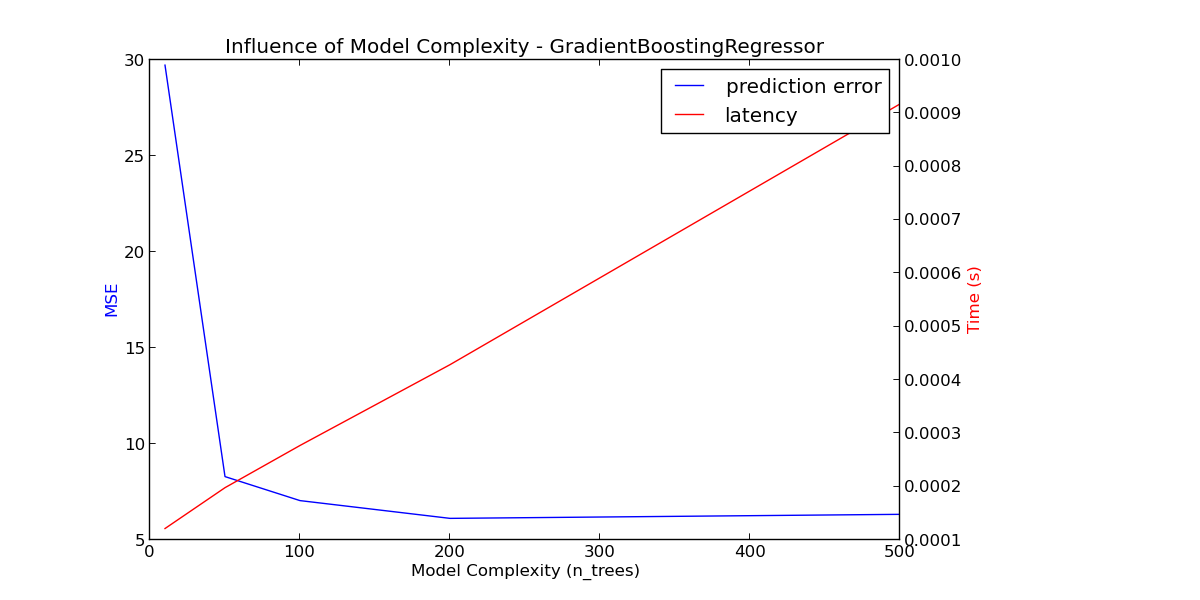 Influence of Model Complexity - GradientBoostingRegressor
prediction error
latency
30
25
20
15
10
5
MSE
0.0010
0.0009
0.0008
0.0007
0.0006
0.0005
0.0004
0.0003
0.0002
0.0001
Time (s)
0 100 200 300 400 500
Model Complexity (n_trees)